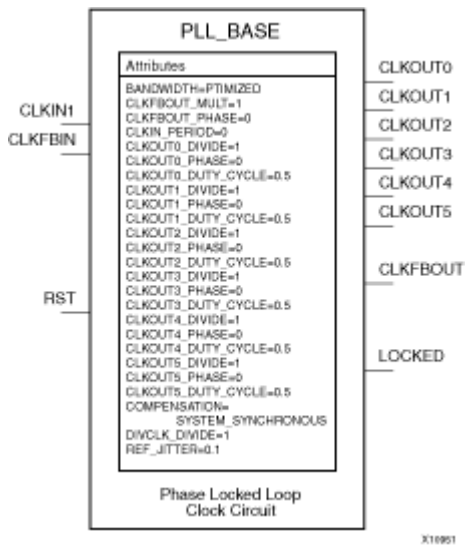 PLL_BASE
Attributes
BANDWIDTH=PTIMIZED
CLKFBOUT_MULT=1
CLKFBOUT_PHASE=0
CLKIN_PERIOD=0
CLKOUT0_DIVIDE=1
CLKOUT0_PHASE=0
CLKOUT0_DUTY_CYCLE=0.5
CLKOUT1_DIVIDE=1
CLKOUT1_PHASE=0
CLKOUT1_DUTY_CYCLE=0.5
CLKOUT2_DIVIDE=1
CLKOUT2_PHASE=0
CLKOUT2_DUTY_CYCLE=0.5
CLKOUT3_DIVIDE=1
CLKOUT3_PHASE=0
CLKOUT3_DUTY_CYCLE=0.5
CLKOUT4_DIVIDE=1
CLKOUT4_PHASE=0
CLKOUT4_DUTY_CYCLE=0.5
CLKOUT5_DIVIDE=1
CLKOUT5_PHASE=0
CLKOUT5_DUTY_CYCLE=0.5
COMPENSATION=
SYSTEM_SYNCHRONOUS
DIVCLK_DIVIDE=1
REF_JITTER=0.1
CLKIN1
CLKFBIN
RST
CLKOUT0
CLKOUT1
CLKOUT2
CLKOUT3
CLKOUT4
CLKOUT5
CLKFBOUT
LOCKED
Phase Locked Loop
Clock Circuit
X10951